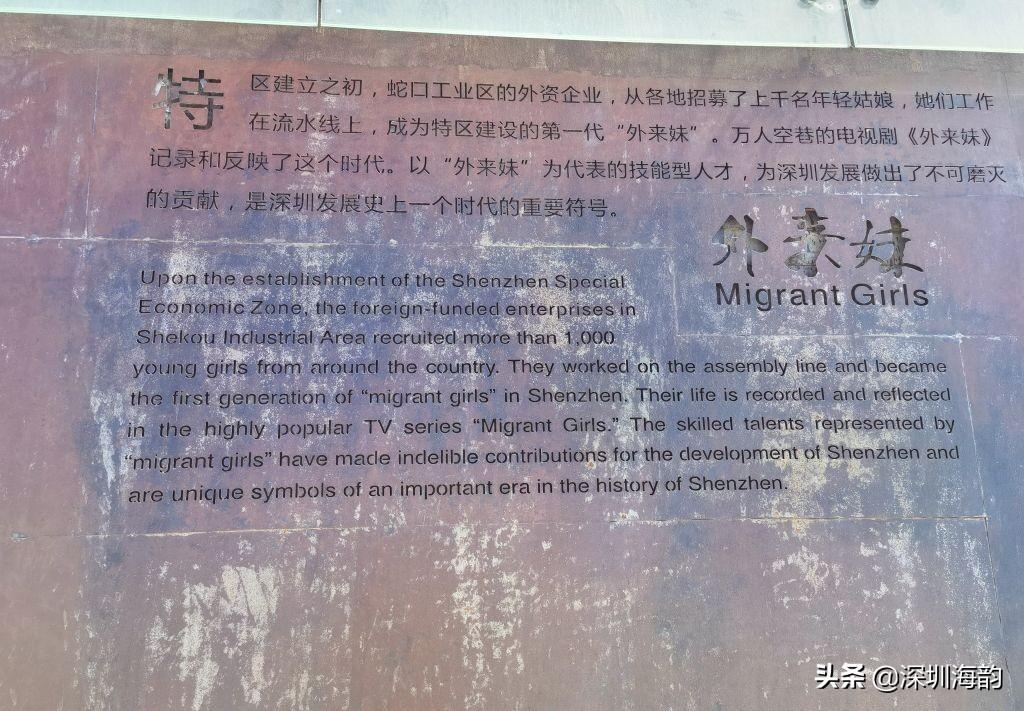 特区建立之初，蛇口工业区的外资企业，从各地招募了上千名年轻姑娘，她们工作
在流水线上，成为特区建设的第一代“外来妹”。万人空巷的电视剧《外来妹》
记录和反映了这个时代。以“外来妹”为代表的技能型人才，为深圳发展做出了不可磨灭
的贡献，是深圳发展史上一个时代的重要符号。
外来妹
Migrant Girls
Upon the establishment of the Shenzhen Special
Economic Zone, the foreign-funded enterprises in
Shekou Industrial Area recruited more than 1,000
young girls from around the country. They worked on the assembly line and became
the first generation of “migrant girls” in Shenzhen. Their life is recorded and reflected
in the highly popular TV series “Migrant Girls.” The skilled talents represented by
“migrant girls” have made indelible contributions for the development of Shenzhen and
are unique symbols of an important era in the history of Shenzhen.
头条 @深圳海韵